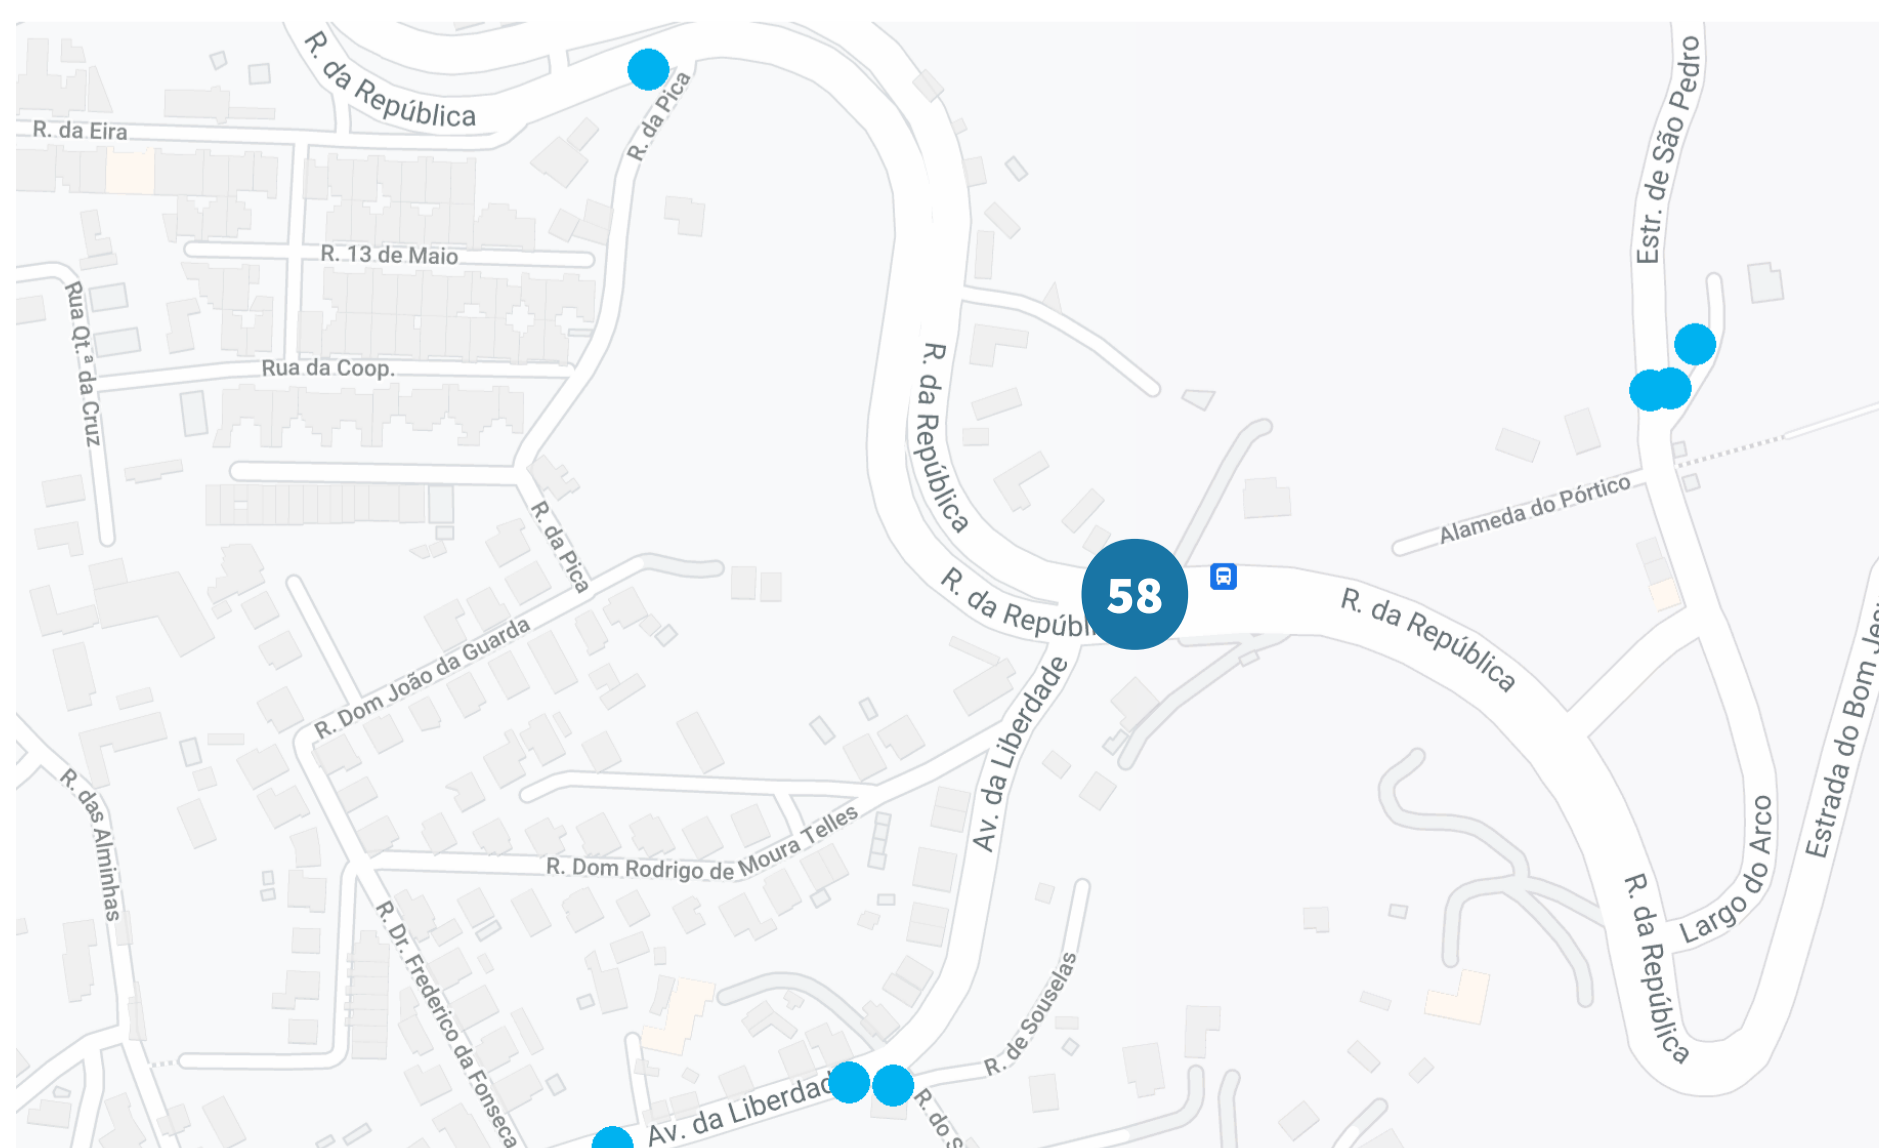 R. da República
R. da Eira
R. da Pica
Estr. de São Pedro
R. 13 de Maio
Rua Qt.ª da Cruz
Rua da Coop.
R. da República
R. da Pica
Alameda do Pórtico
R. da Repúbl
58
R. da República
R. Dom João da Guarda
Av. da Liberdade
Estrada do Bom Jes
R. das Alminhas
R. Dom Rodrigo de Moura Telles
Largo do Arco
R. da República
R. Dr. Frederico da Fonseca
R. de Souselas
Av. da Liberdad
R. do S